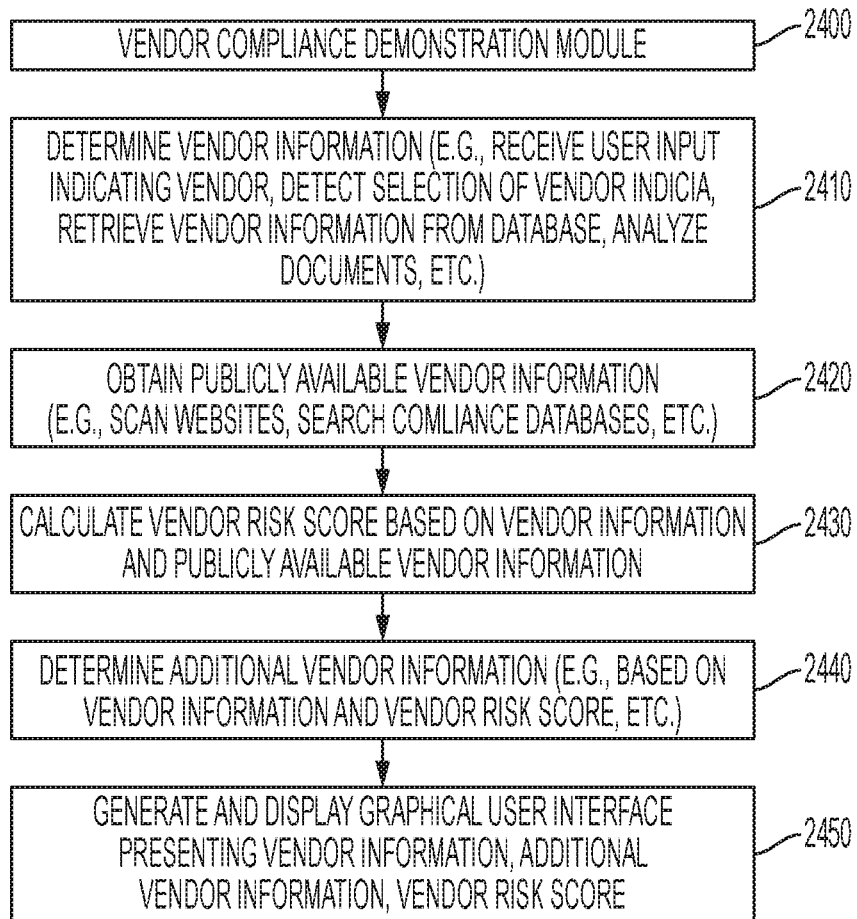 VENDOR COMPLIANCE DEMONSTRATION MODULE
2400
DETERMINE VENDOR INFORMATION (E.G., RECEIVE USER INPUT
INDICATING VENDOR, DETECT SELECTION OF VENDOR INDICIA,
RETRIEVE VENDOR INFORMATION FROM DATABASE, ANALYZE
DOCUMENTS, ETC.)
2410
OBTAIN PUBLICLY AVAILABLE VENDOR INFORMATION
(E.G., SCAN WEBSITES, SEARCH COMLIANCE DATABASES, ETC.)
2420
CALCULATE VENDOR RISK SCORE BASED ON VENDOR INFORMATION
AND PUBLICLY AVAILABLE VENDOR INFORMATION
2430
DETERMINE ADDITIONAL VENDOR INFORMATION (E.G., BASED ON
VENDOR INFORMATION AND VENDOR RISK SCORE, ETC.)
2440
GENERATE AND DISPLAY GRAPHICAL USER INTERFACE
PRESENTING VENDOR INFORMATION, ADDITIONAL
VENDOR INFORMATION, VENDOR RISK SCORE
2450